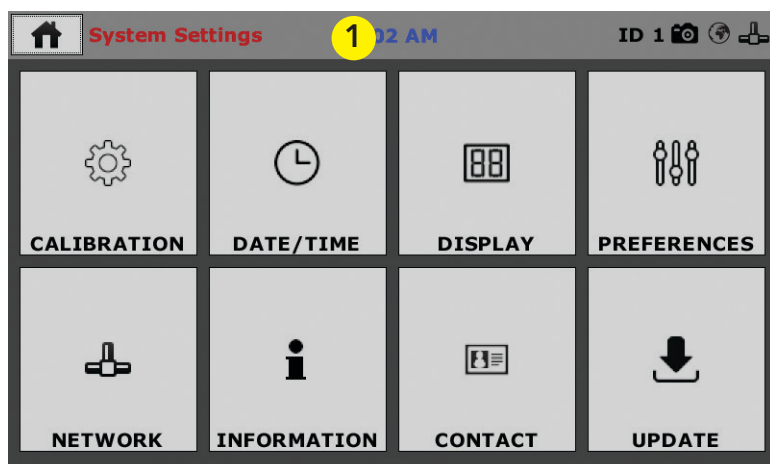 System Settings 1 02 AM ID 1
CALIBRATION DATE/TIME DISPLAY PREFERENCES
NETWORK INFORMATION CONTACT UPDATE